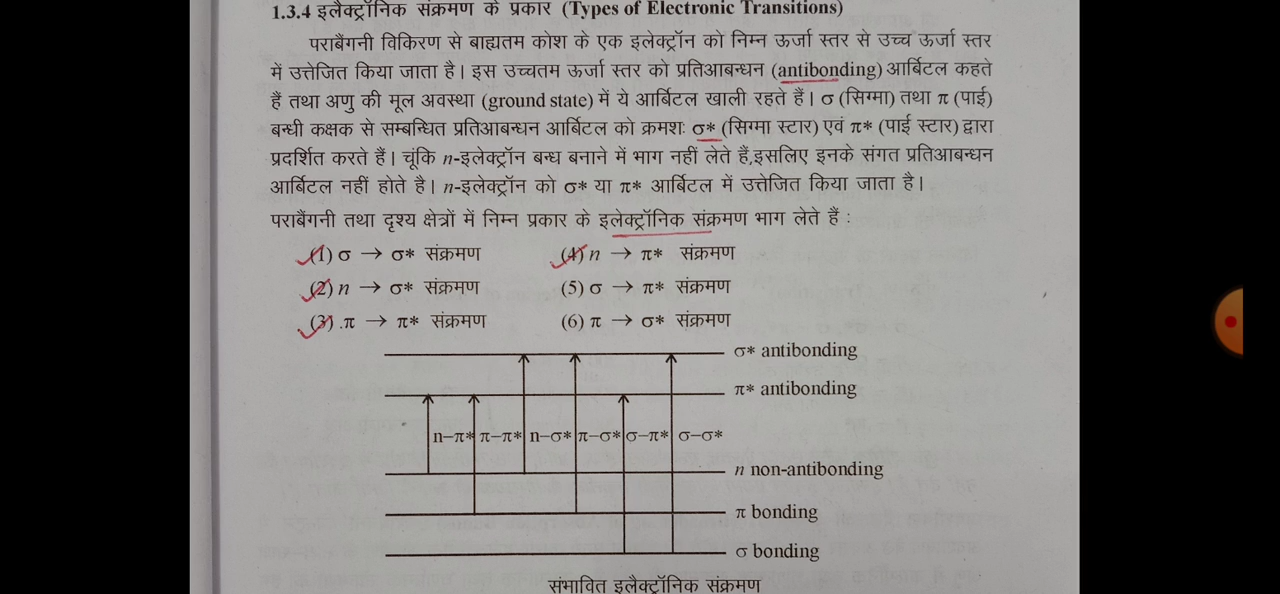 1.3.4 इलैक्ट्रॉनिक संक्रमण के प्रकार (Types of Electronic Transitions)
पराबैंगनी विकिरण से बाह्यतम कोश के एक इलेक्ट्रॉन को निम्न ऊर्जा स्तर से उच्च ऊर्जा स्तर
में उत्तेजित किया जाता है। इस उच्चतम ऊर्जा स्तर को प्रतिआबन्धन (antibonding) आर्बिटल कहते
हैं तथा अणु की मूल अवस्था (ground state) में ये आर्बिटल खाली रहते हैं। σ (सिग्मा) तथा π (पाई)
बन्धी कक्षक से सम्बन्धित प्रतिआबन्धन आर्बिटल को क्रमशः σ* (सिग्मा स्टार) एवं π* (पाई स्टार) द्वारा
प्रदर्शित करते हैं। चूंकि n-इलेक्ट्रॉन बन्ध बनाने में भाग नहीं लेते हैं,इसलिए इनके संगत प्रतिआबन्धन
आर्बिटल नहीं होते है। n-इलेक्ट्रॉन को σ* या π* आर्बिटल में उत्तेजित किया जाता है।
पराबैंगनी तथा दृश्य क्षेत्रों में निम्न प्रकार के इलेक्ट्रॉनिक संक्रमण भाग लेते हैं :
(1) σ → σ* संक्रमण (4) n → π* संक्रमण
(2) n → σ* संक्रमण (5) σ → π* संक्रमण
(3) .π → π* संक्रमण (6) π → σ* संक्रमण
σ* antibonding
π* antibonding
n–π* π–π* n–σ* π–σ* σ–π* σ–σ*
n non-antibonding
π bonding
σ bonding
संभावित इलैक्ट्रॉनिक संक्रमण